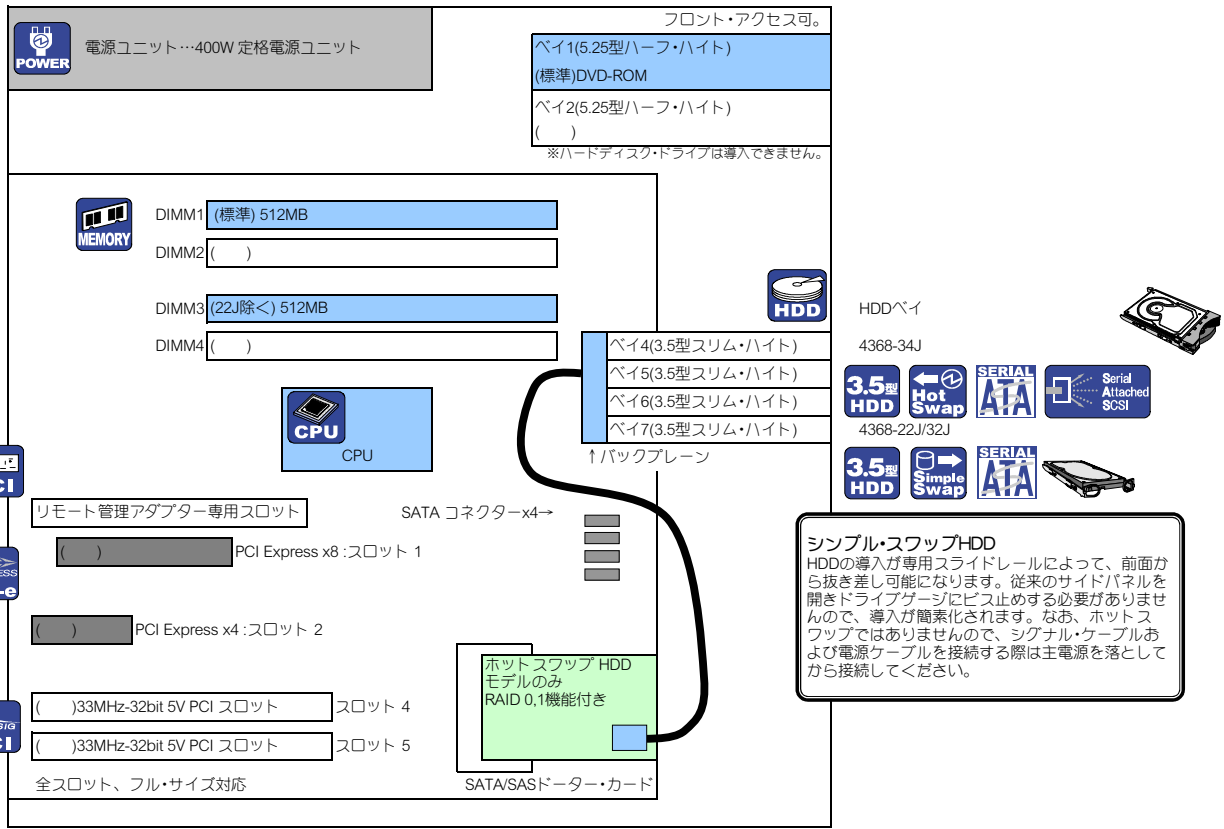 POWER
電源ユニット…400W 定格電源ユニット
フロント・アクセス可。
ベイ1(5.25型ハーフ・ハイト)
(標準)DVD-ROM
ベイ2(5.25型ハーフ・ハイト)
(　　)
※ハードディスク・ドライブは導入できません。
MEMORY
DIMM1 (標準) 512MB
DIMM2 (　　)
DIMM3 (22J除く) 512MB
DIMM4 (　　)
HDD
HDDベイ
4368-34J
ベイ4(3.5型スリム・ハイト)
ベイ5(3.5型スリム・ハイト)
ベイ6(3.5型スリム・ハイト)
ベイ7(3.5型スリム・ハイト)
↑バックプレーン
3.5型 HDD
Hot Swap
SERIAL ATA
Serial Attached SCSI
4368-22J/32J
3.5型 HDD
Simple Swap
SERIAL ATA
CPU
CPU
CI
リモート管理アダプター専用スロット
SATA コネクターx4→
(　　) PCI Express x8 :スロット 1
ESS
-e
(　　) PCI Express x4 :スロット 2
シンプル・スワップHDD
HDDの導入が専用スライドレールによって、前面か
ら抜き差し可能になります。従来のサイドパネルを
開きドライブゲージにビス止めする必要がありませ
んので、導入が簡素化されます。なお、ホットス
ワップではありませんので、シグナル・ケーブルお
よび電源ケーブルを接続する際は主電源を落として
から接続してください。
ホットスワップ HDD
モデルのみ
RAID 0,1機能付き
SIG
CI
(　　)33MHz-32bit 5V PCI スロット スロット 4
(　　)33MHz-32bit 5V PCI スロット スロット 5
全スロット、フル・サイズ対応
SATA/SASドーター・カード